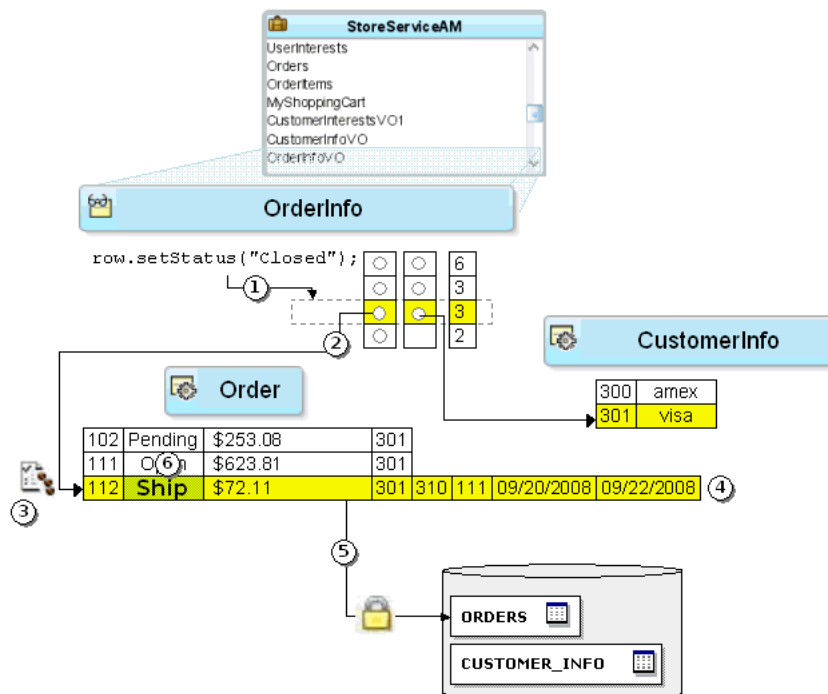 StoreServiceAM
UserInterests
Orders
OrderItems
MyShoppingCart
CustomerInterestsVO1
CustomerInfoVO
OrderInfoVO
OrderInfo
row.setStatus("Closed");
6
1
3
3
2
2
CustomerInfo
300 amex
301 visa
Order
102 Pending $253.08 301
111 $623.81 301
6
112 Ship $72.11 301 310 111 09/20/2008 09/22/2008 4
3
5
ORDERS
CUSTOMER_INFO